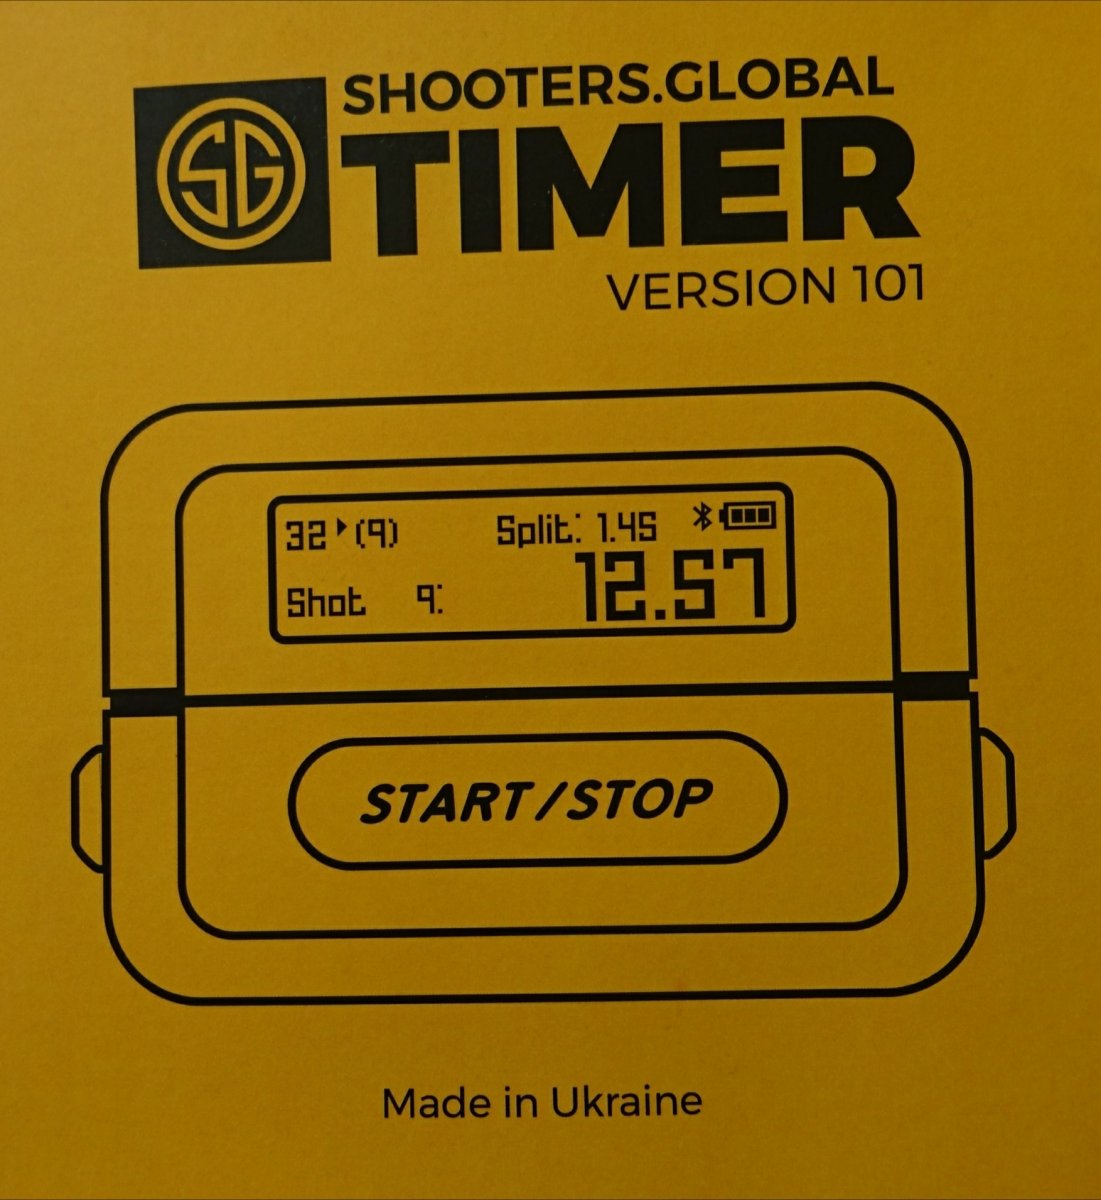 SG
SHOOTERS.GLOBAL
TIMER
VERSION 101
32 (9) Split: 1.45
Shot 9: 12.57
START/STOP
Made in Ukraine